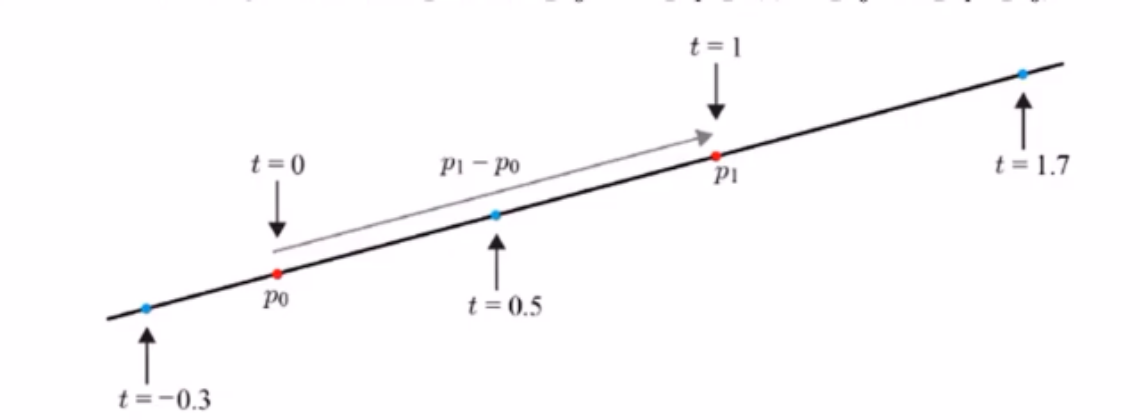 t = 1
t = 0
p1 − p0
p1
t = 1.7
p0
t = 0.5
t = −0.3